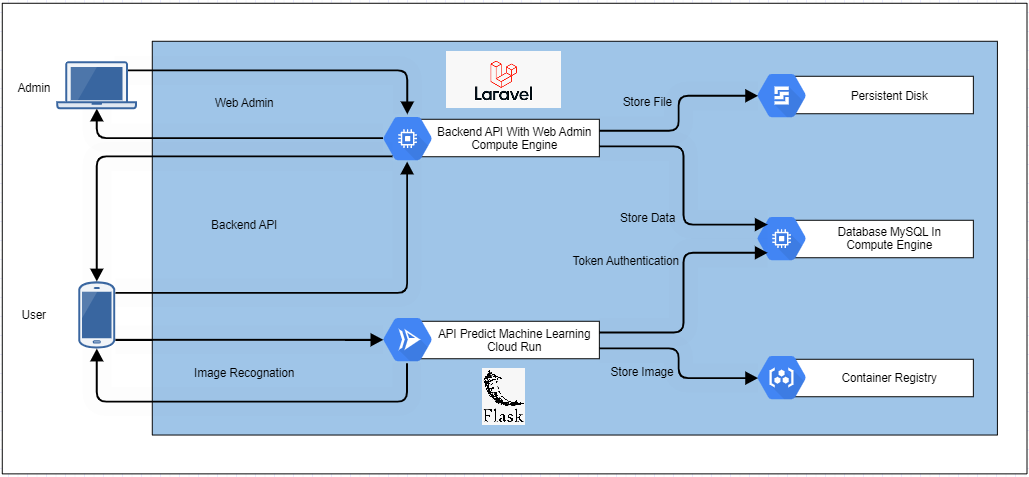 Admin
Web Admin
Laravel
Backend API With Web Admin
Compute Engine
Store File
Persistent Disk
Backend API
Store Data
Database MySQL In
Compute Engine
Token Authentication
User
API Predict Machine Learning
Cloud Run
Image Recognation
Store Image
Container Registry
Flask